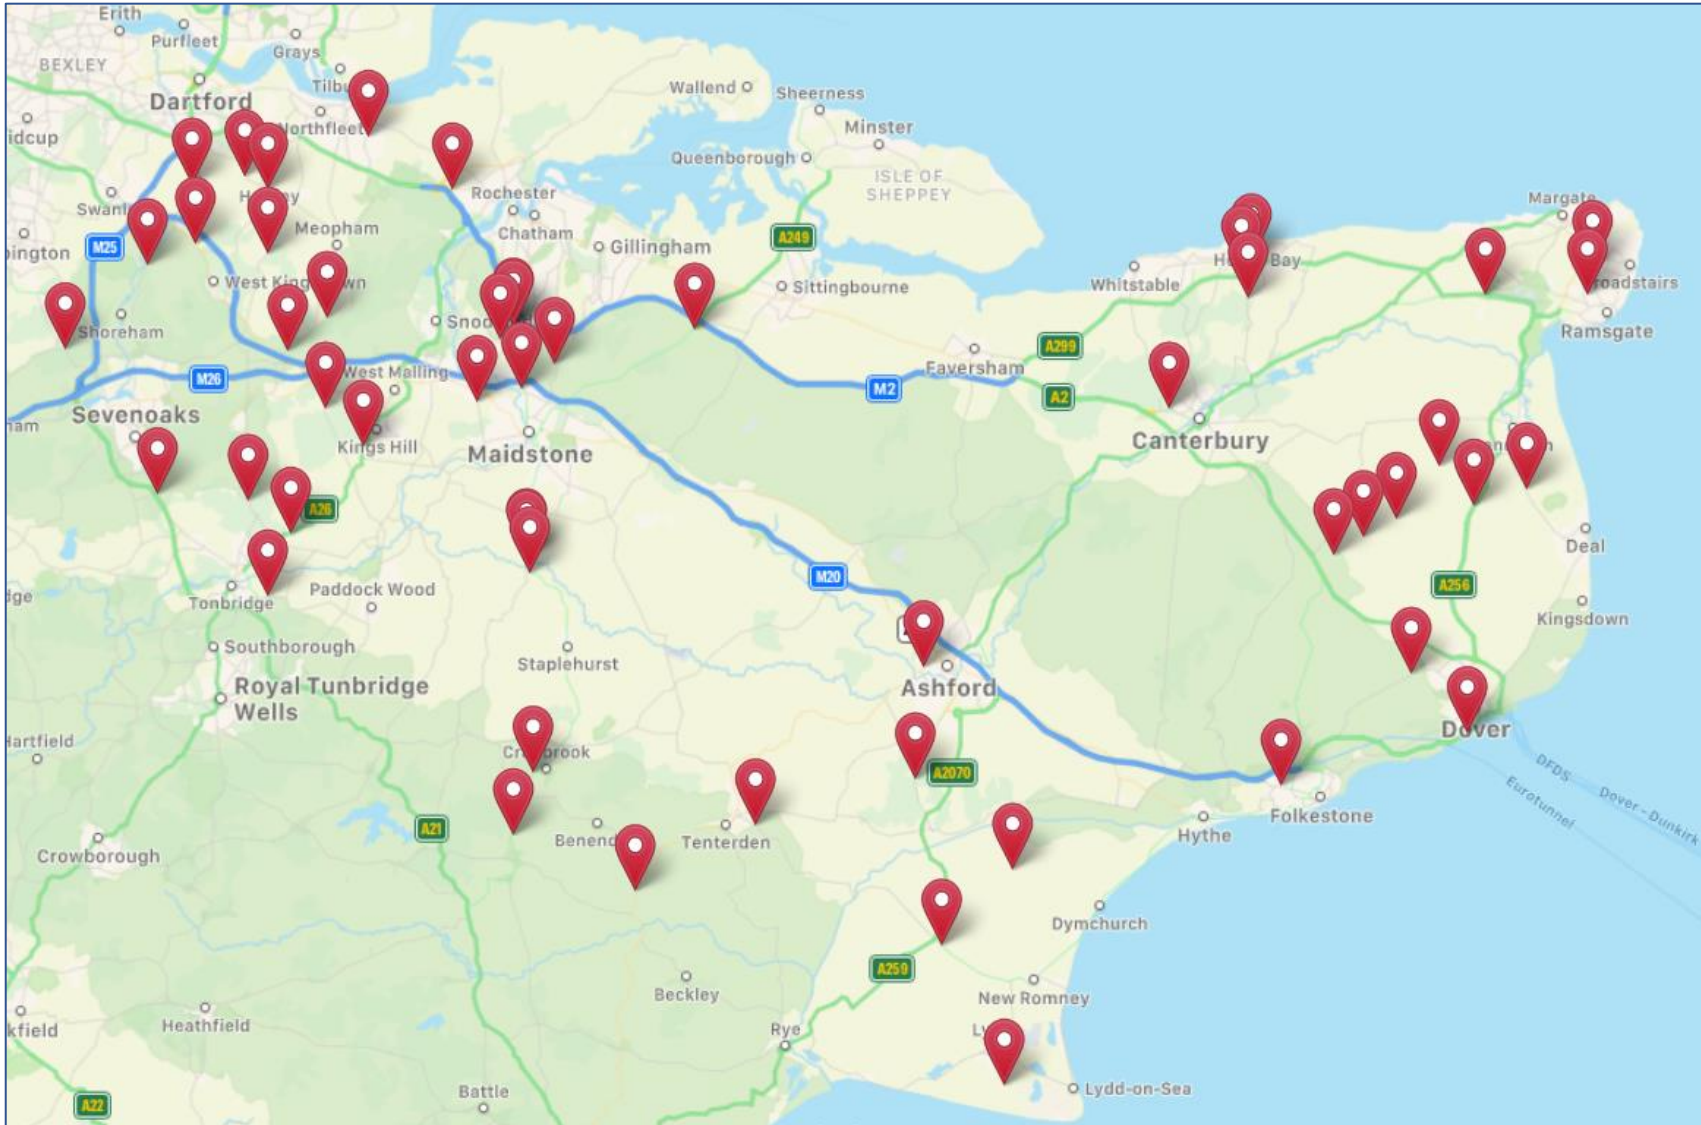 Erith
Purfleet
Grays
BEXLEY
Dartford
Northfleet
idcup
Wallend
Sheerness
Minster
Queenborough
ISLE OF
SHEPPEY
Rochester
Chatham
Gillingham
A249
Sittingbourne
Meopham
M25
Shoreham
M26
West Malling
Sevenoaks
Kings Hill
Maidstone
A26
M2
Faversham
A299
A2
Whitstable
Bay
Margate
roadstairs
Ramsgate
Canterbury
Deal
A256
Kingsdown
Tonbridge
Paddock Wood
Southborough
Royal Tunbridge
Wells
Staplehurst
M20
Ashford
A2070
Dover
DFDS
Dover - Dunkirk
Eurotunnel
Folkestone
Hythe
Hartfield
Crowborough
A21
Tenterden
Dymchurch
A259
New Romney
Beckley
Heathfield
kfield
Rye
Lydd-on-Sea
Battle
A22